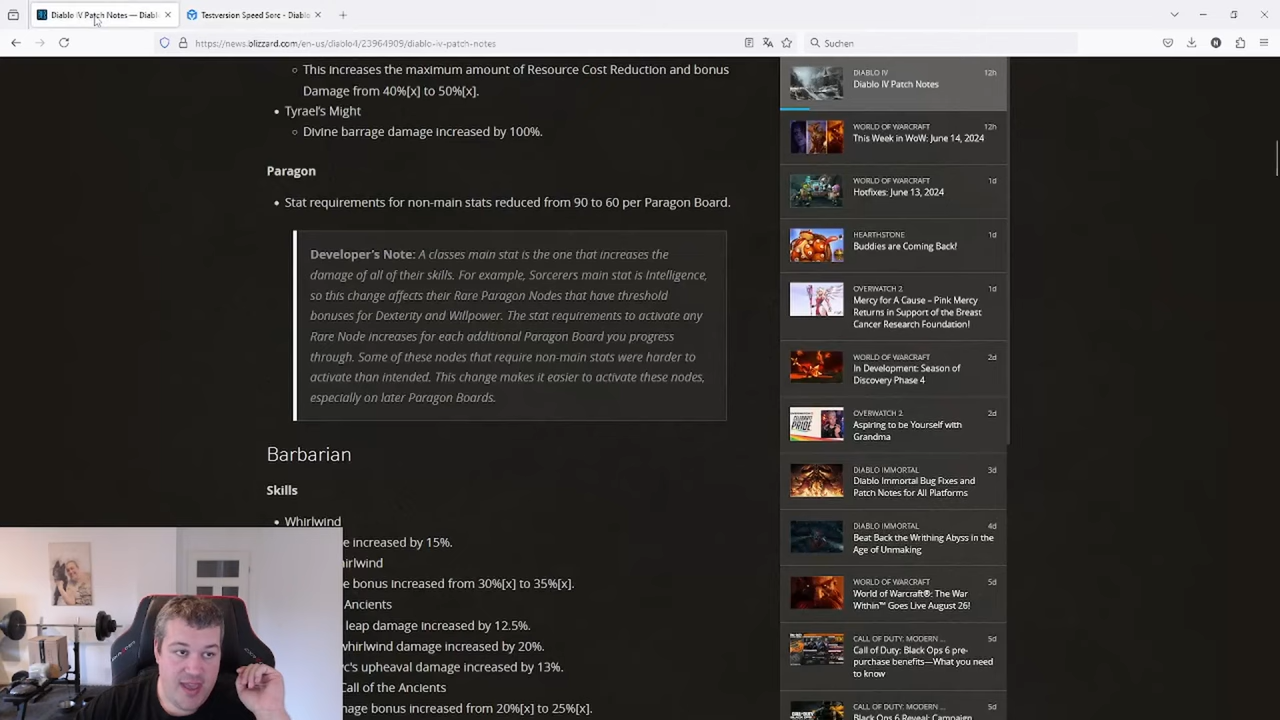 Diablo IV Patch Notes — Diabl
Testversion Speed Sorc - Diablo
https://news.blizzard.com/en-us/diablo4/23964909/diablo-iv-patch-notes
Suchen
This increases the maximum amount of Resource Cost Reduction and bonus
Damage from 40%[x] to 50%[x].
Tyrael's Might
Divine barrage damage increased by 100%.
Paragon
Stat requirements for non-main stats reduced from 90 to 60 per Paragon Board.
Developer's Note: A classes main stat is the one that increases the
damage of all of their skills. For example, Sorcerers main stat is Intelligence,
so this change affects their Rare Paragon Nodes that have threshold
bonuses for Dexterity and Willpower. The stat requirements to activate any
Rare Node increases for each additional Paragon Board you progress
through. Some of these nodes that require non-main stats were harder to
activate than intended. This change makes it easier to activate these nodes,
especially on later Paragon Boards.
Barbarian
Skills
Whirlwind
e increased by 15%.
hirlwind
e bonus increased from 30%[x] to 35%[x].
Ancients
leap damage increased by 12.5%.
whirlwind damage increased by 20%.
c's upheaval damage increased by 13%.
Call of the Ancients
mage bonus increased from 20%[x] to 25%[x].
DIABLO IV 12h
Diablo IV Patch Notes
WORLD OF WARCRAFT 12h
This Week in WoW: June 14, 2024
WORLD OF WARCRAFT 1d
Hotfixes: June 13, 2024
HEARTHSTONE 1d
Buddies are Coming Back!
OVERWATCH 2 1d
Mercy for A Cause – Pink Mercy
Returns in Support of the Breast
Cancer Research Foundation!
WORLD OF WARCRAFT 2d
In Development: Season of
Discovery Phase 4
OVERWATCH 2 2d
Aspiring to be Yourself with
Grandma
DIABLO IMMORTAL 3d
Diablo Immortal Bug Fixes and
Patch Notes for All Platforms
DIABLO IMMORTAL 4d
Beat Back the Writhing Abyss in the
Age of Unmaking
WORLD OF WARCRAFT 5d
World of Warcraft®: The War
Within™ Goes Live August 26!
CALL OF DUTY: MODERN ... 5d
Call of Duty: Black Ops 6 pre-
purchase benefits—What you need
to know
CALL OF DUTY: MODERN ... 5d
Black Ops 6 Reveal: Campaign